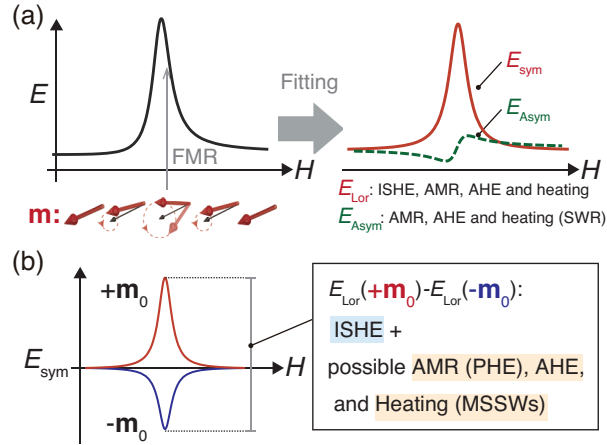 (a)
E
FMR
H
Fitting
E_sym
E_Asym
H
E_Lor: ISHE, AMR, AHE and heating
E_Asym: AMR, AHE and heating (SWR)
m:
(b)
+m_0
E_sym
H
-m_0
E_Lor(+m_0)-E_Lor(-m_0):
ISHE +
possible AMR (PHE), AHE,
and Heating (MSSWs)